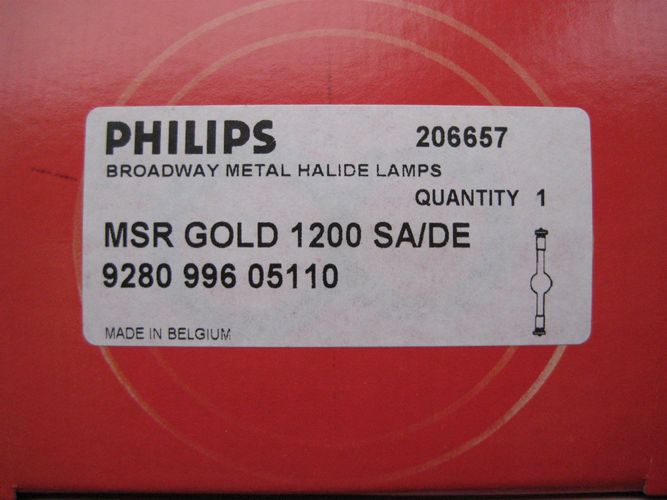 PHILIPS 206657
BROADWAY METAL HALIDE LAMPS
QUANTITY 1
MSR GOLD 1200 SA/DE
9280 996 05110
MADE IN BELGIUM